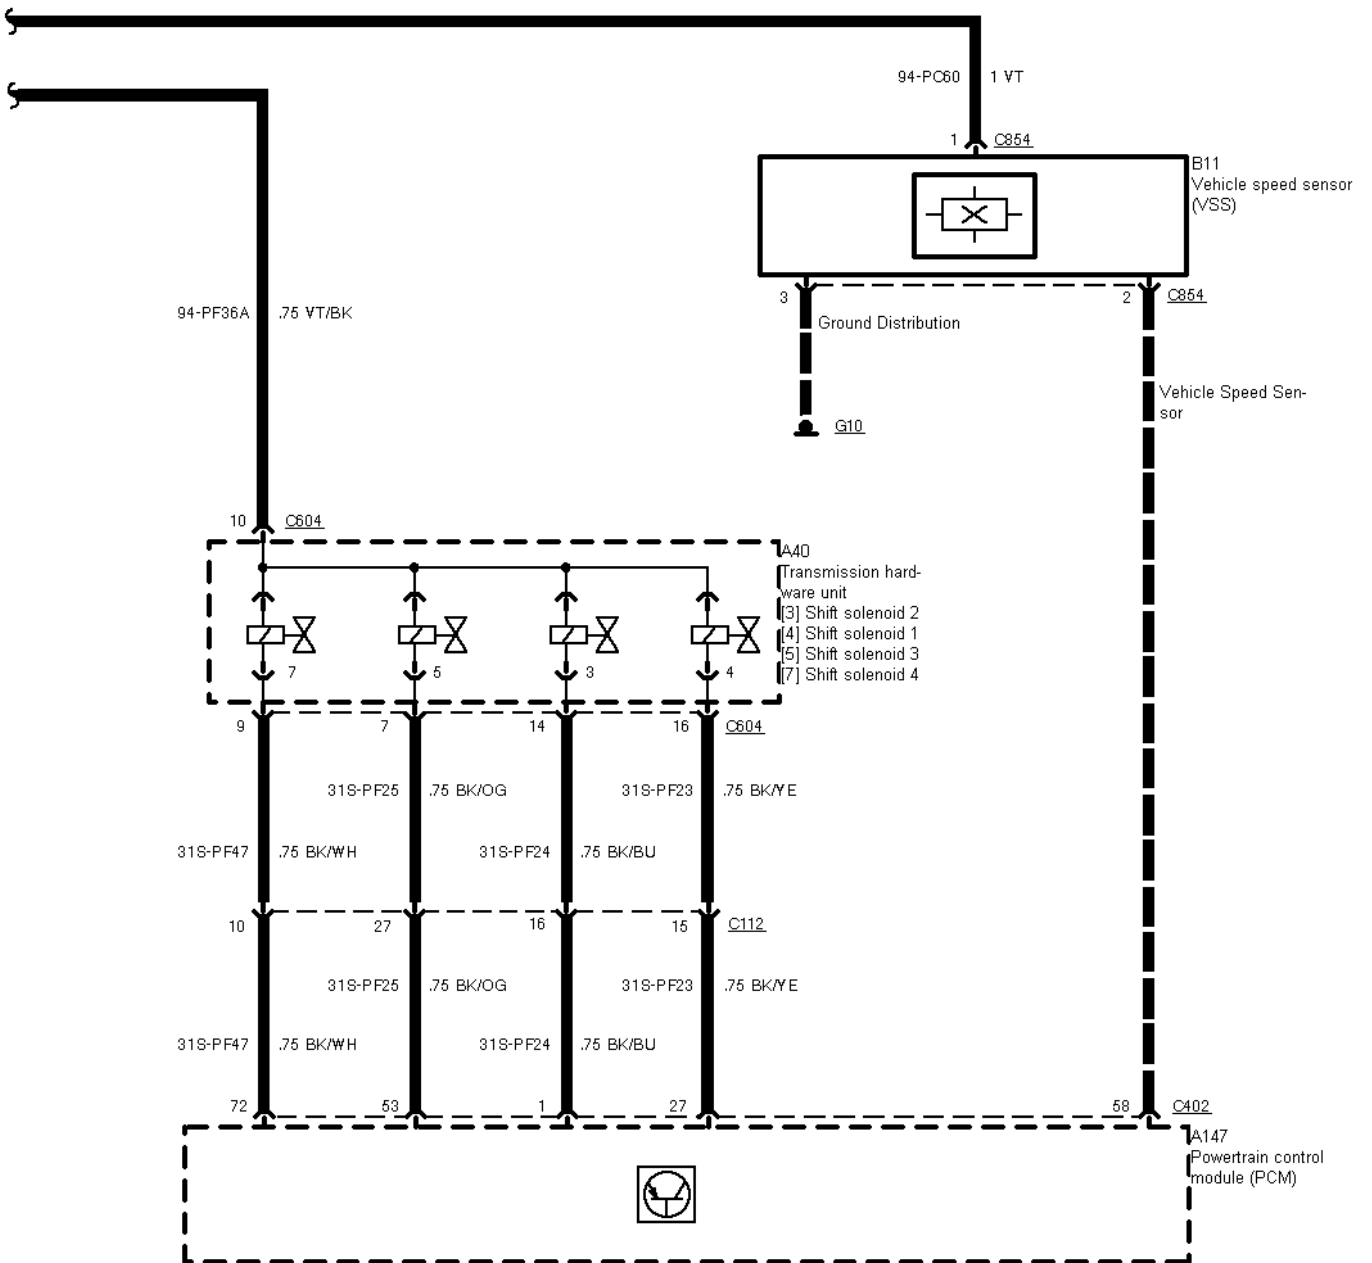 94-PC60 1 VT
1 C854
B11
Vehicle speed sensor
(VSS)
3 2 C854
94-PF36A .75 VT/BK
Ground Distribution
Vehicle Speed Sen-
sor
G10
10 C604
A40
Transmission hard-
ware unit
[3] Shift solenoid 2
[4] Shift solenoid 1
[5] Shift solenoid 3
[7] Shift solenoid 4
7 5 3 4
9 7 14 16 C604
31S-PF25 .75 BK/OG 31S-PF23 .75 BK/YE
31S-PF47 .75 BK/WH 31S-PF24 .75 BK/BU
10 27 16 15 C112
31S-PF25 .75 BK/OG 31S-PF23 .75 BK/YE
31S-PF47 .75 BK/WH 31S-PF24 .75 BK/BU
72 53 1 27 58 C402
A147
Powertrain control
module (PCM)